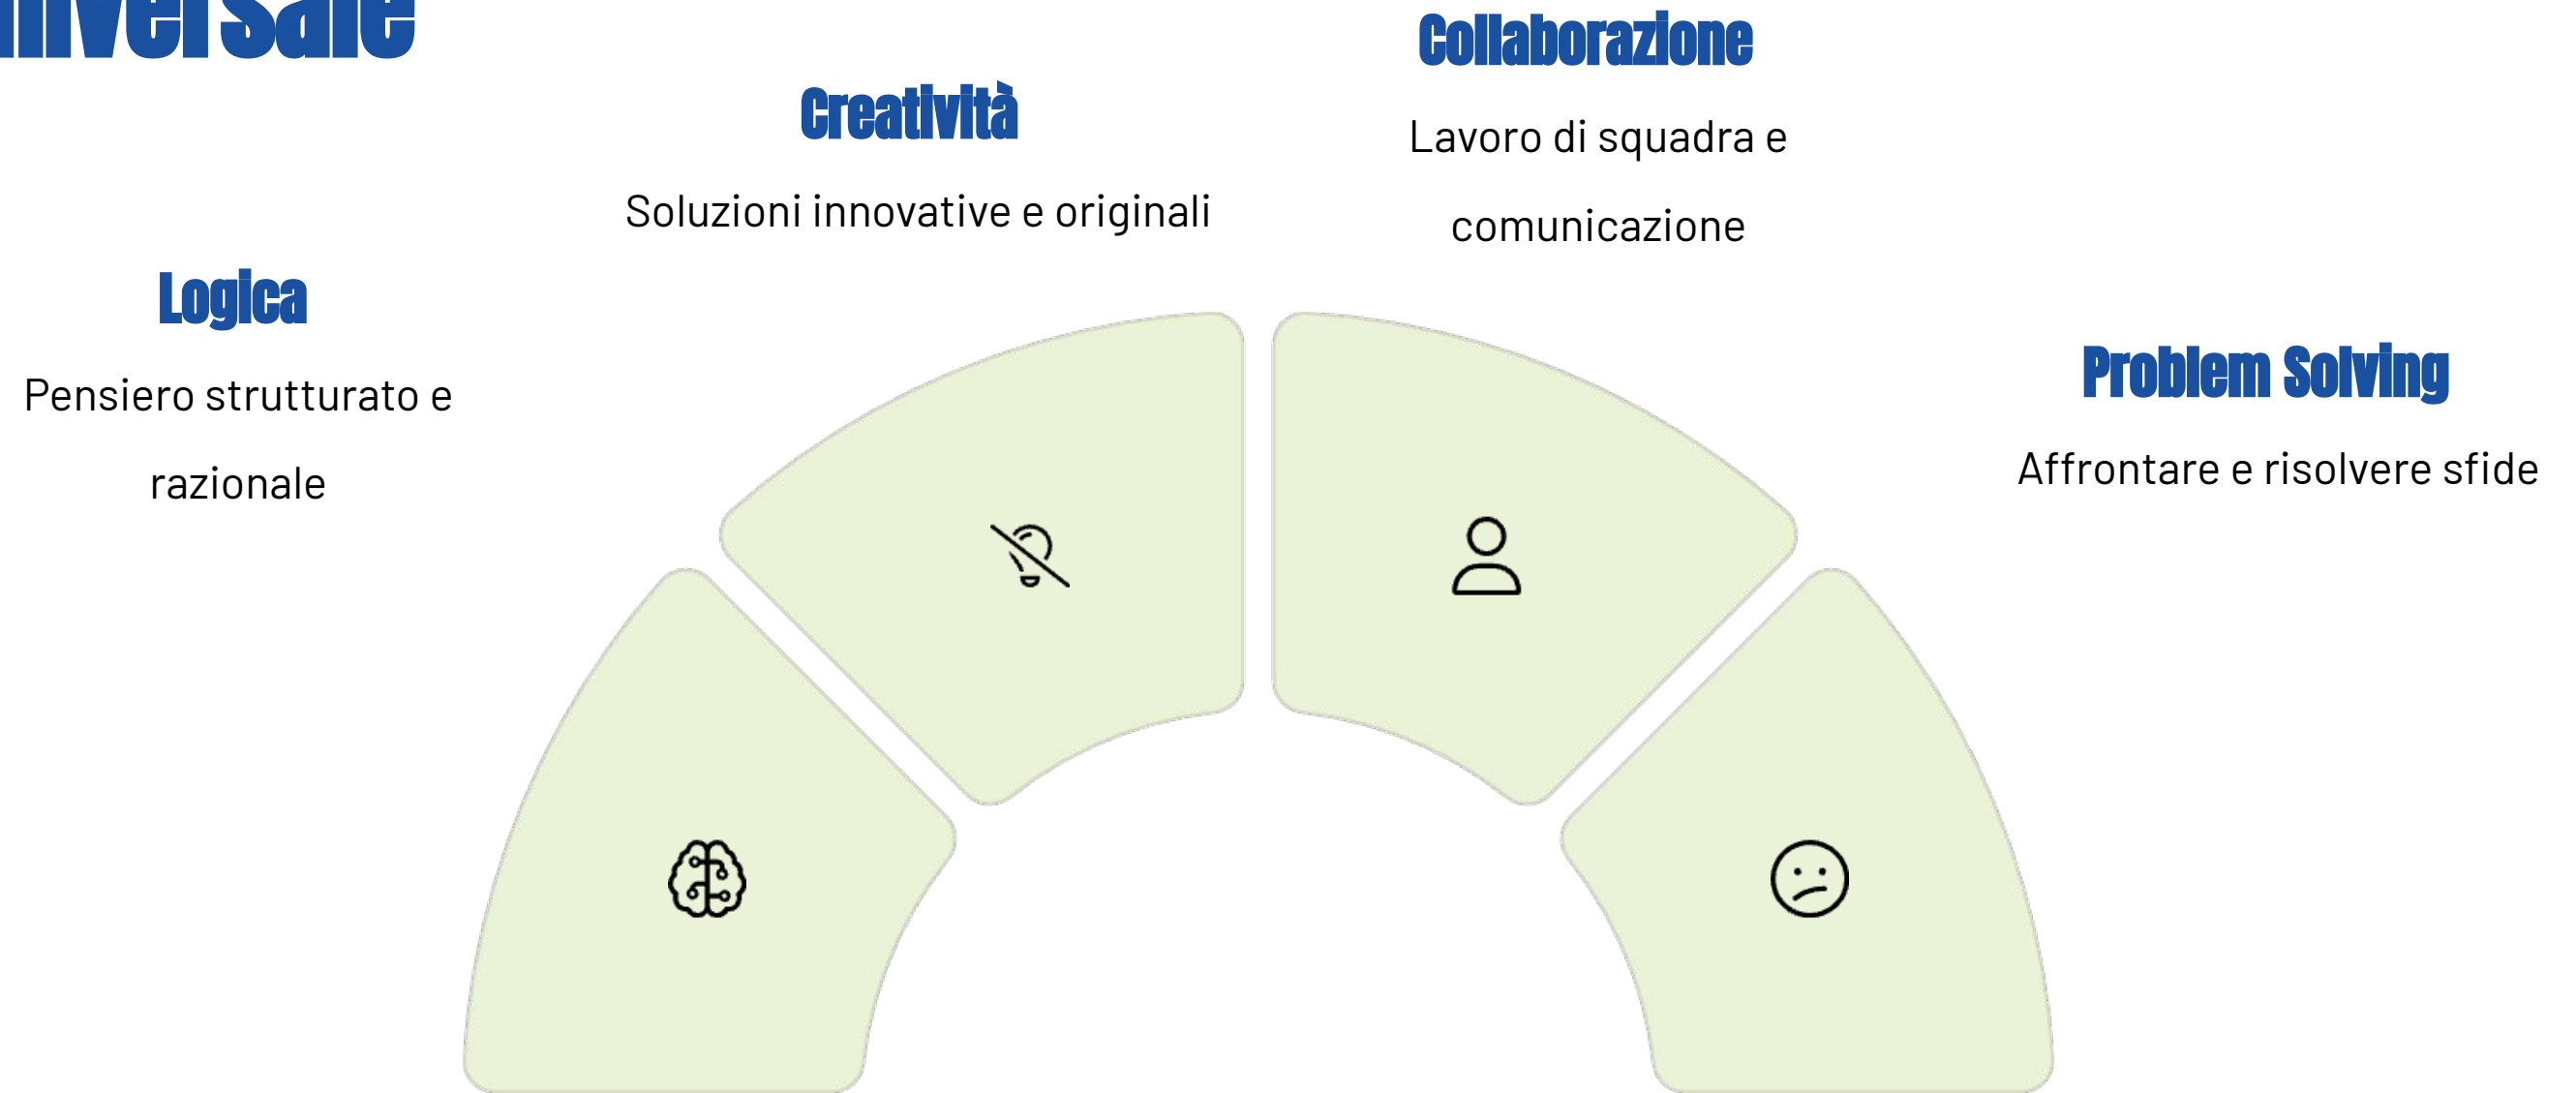 Collaborazione
Creatività
Lavoro di squadra e
comunicazione
Soluzioni innovative e originali
Logica
Pensiero strutturato e
razionale
Problem Solving
Affrontare e risolvere sfide